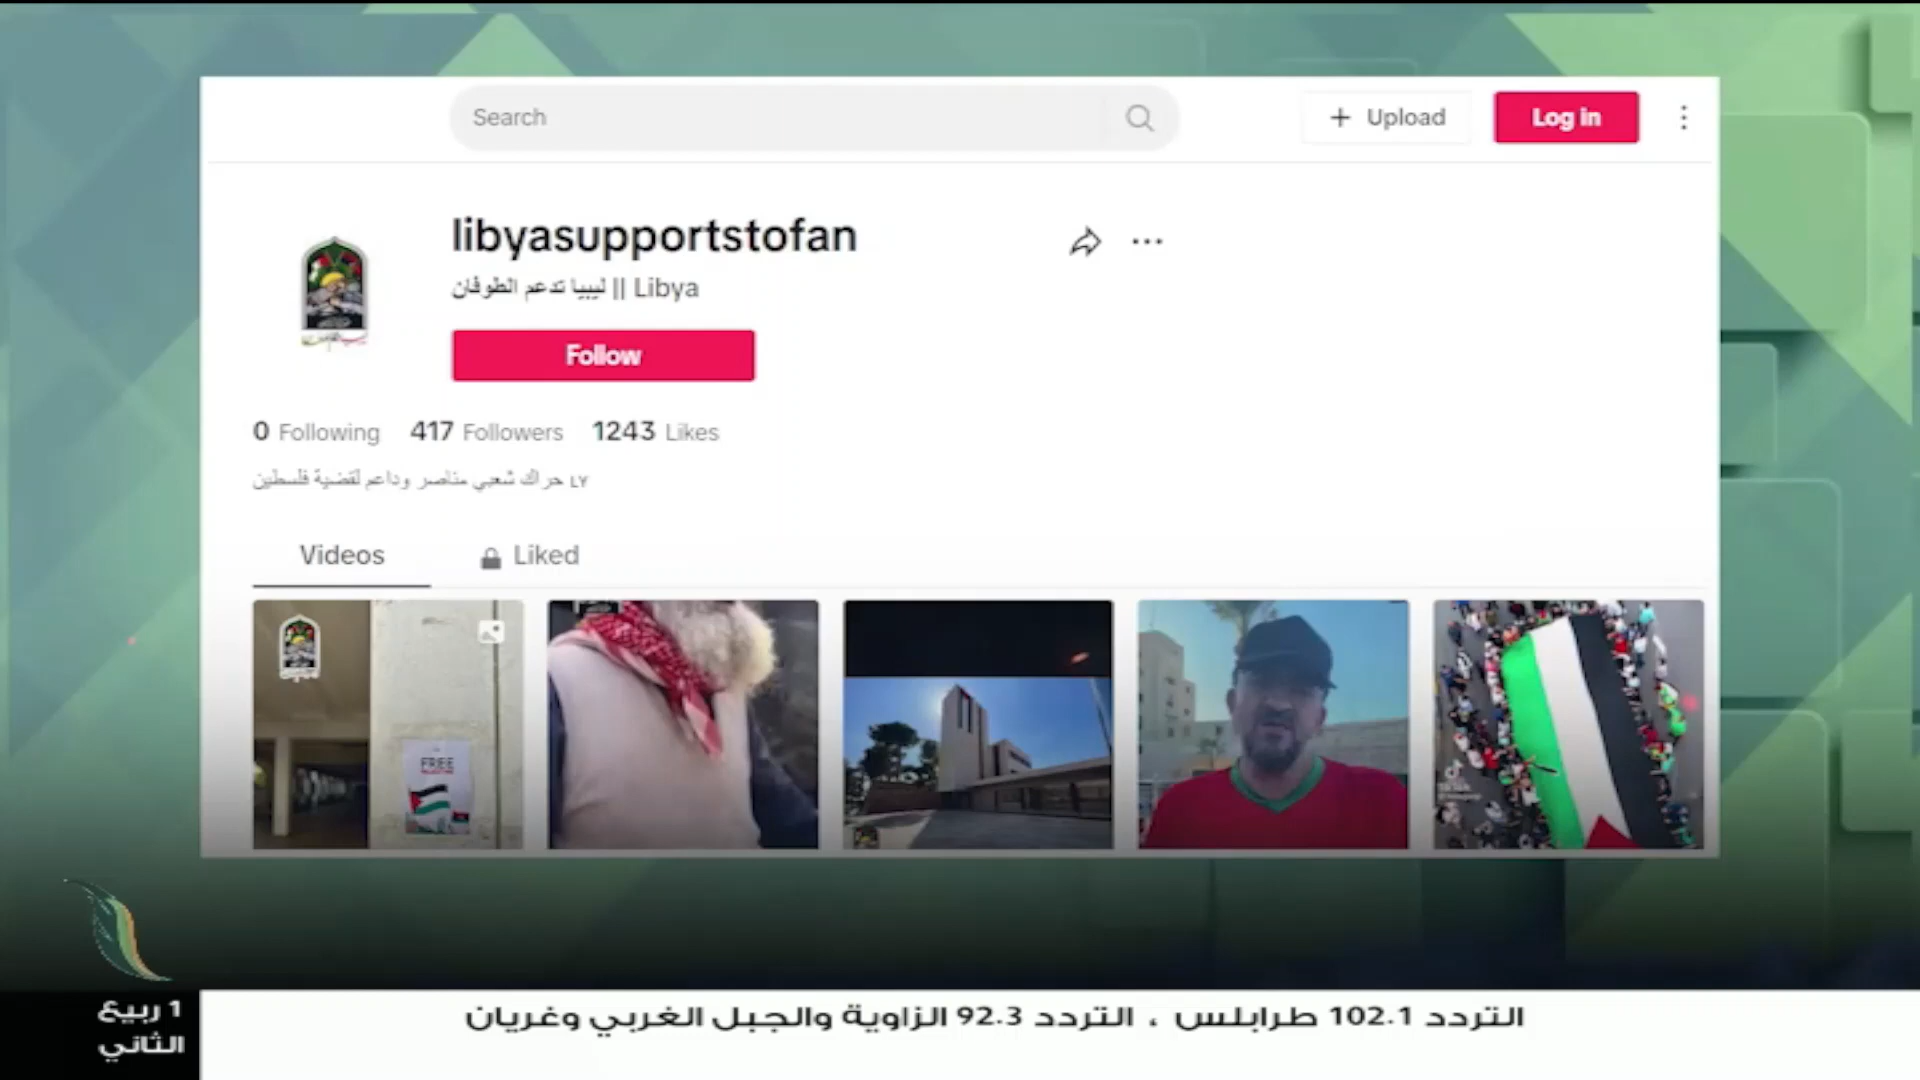 Search
+ Upload
Log in
libyasupportstofan
ليبيا تدعم الطوفان || Libya
Follow
0 Following 417 Followers 1243 Likes
LY حراك شعبي مناصر وداعم لقضية فلسطين
Videos
Liked
FREE
1 ربيع
الثاني
التردد 102.1 طرابلس ، التردد 92.3 الزاوية والجبل الغربي وغريان